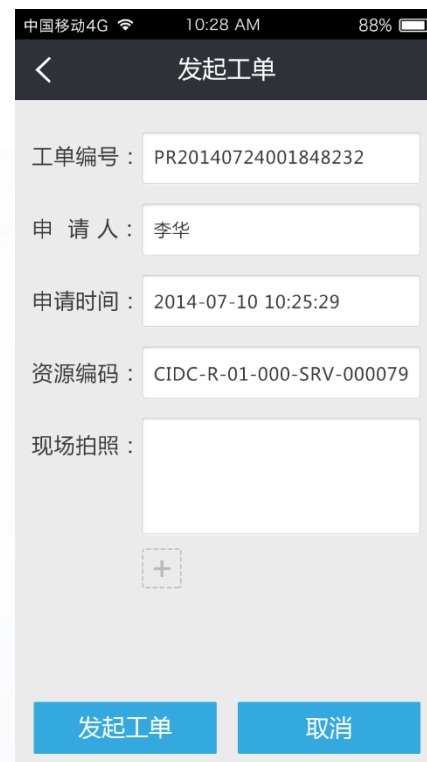 中国移动4G 10:28 AM 88%
发起工单
工单编号： PR20140724001848232
申 请 人： 李华
申请时间： 2014-07-10 10:25:29
资源编码： CIDC-R-01-000-SRV-000079
现场拍照：
+
发起工单 取消